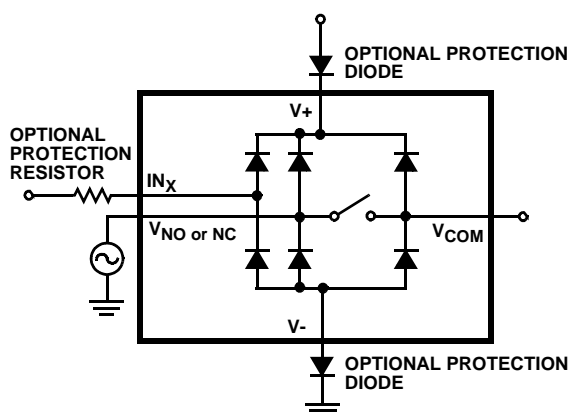 OPTIONAL PROTECTION
DIODE
V+
OPTIONAL
PROTECTION
RESISTOR
INX
VNO or NC
VCOM
V-
OPTIONAL PROTECTION
DIODE